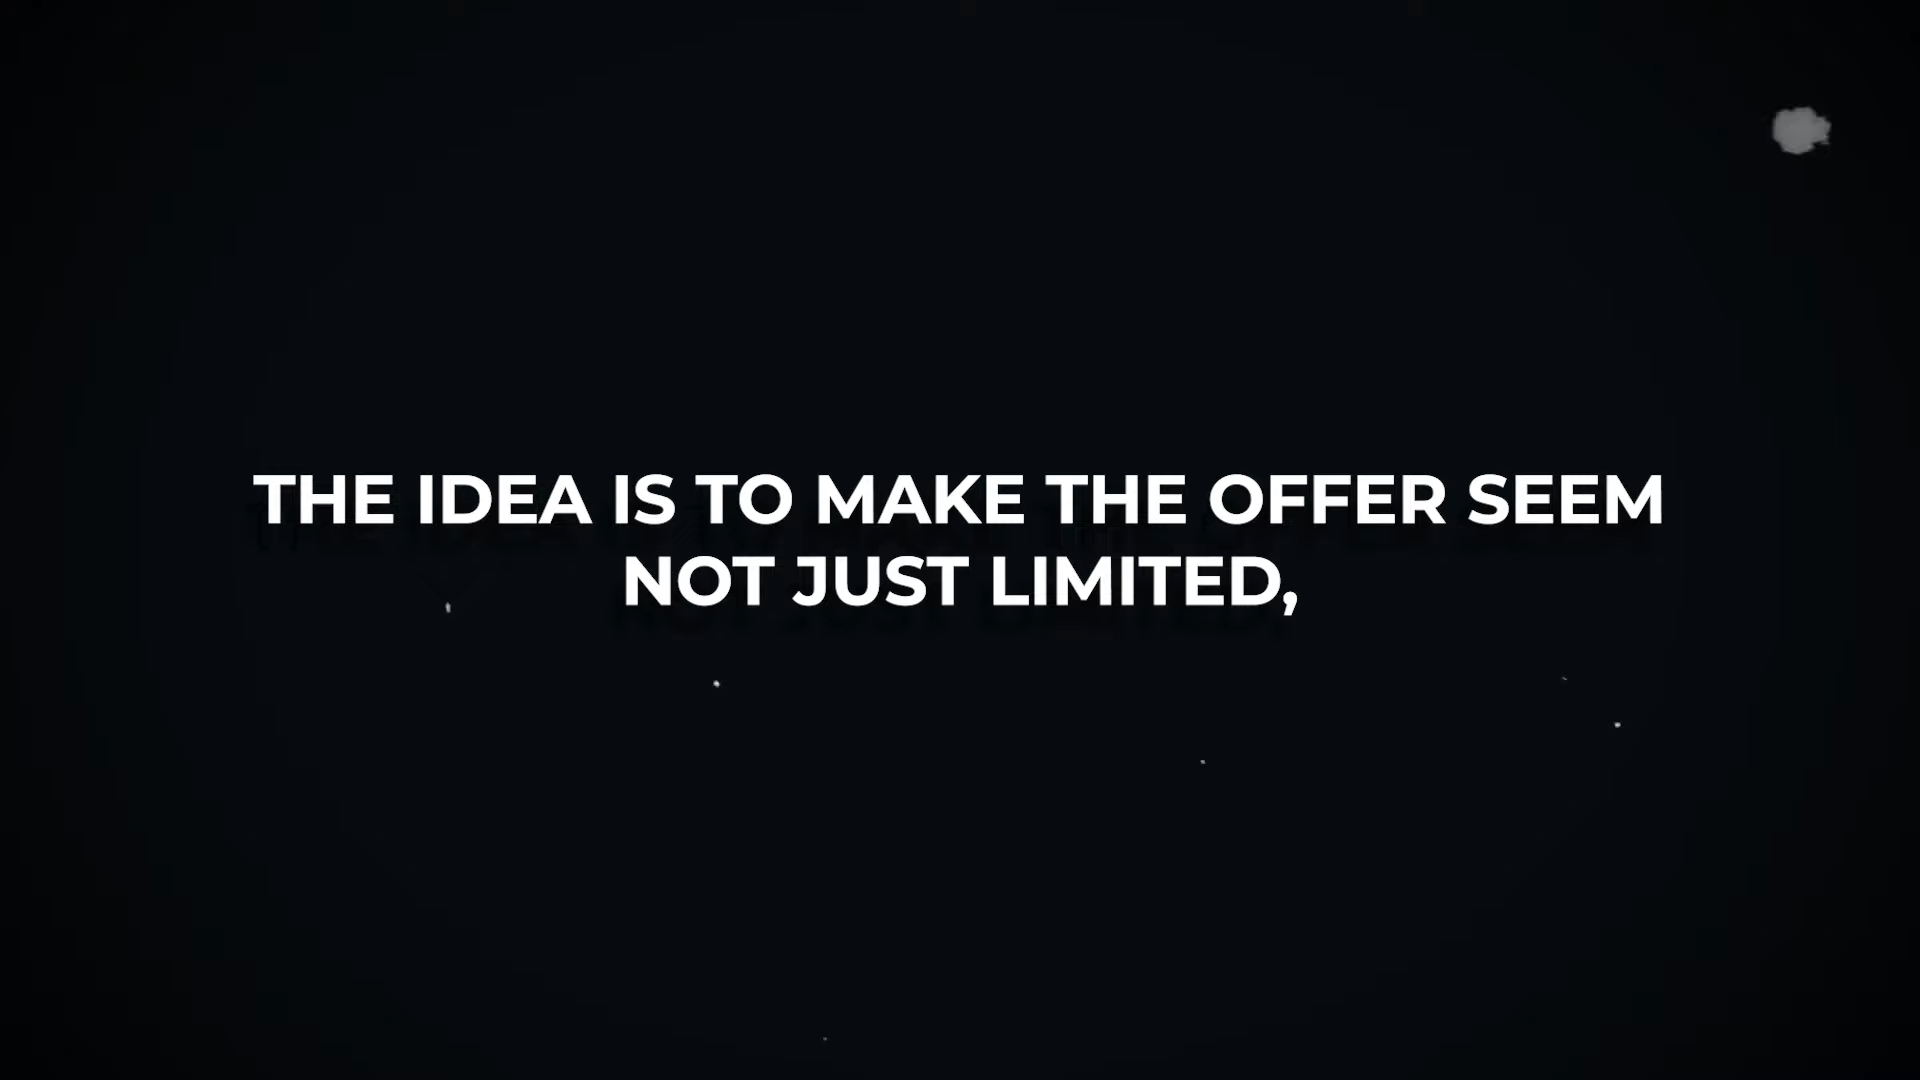 THE IDEA IS TO MAKE THE OFFER SEEM
NOT JUST LIMITED,